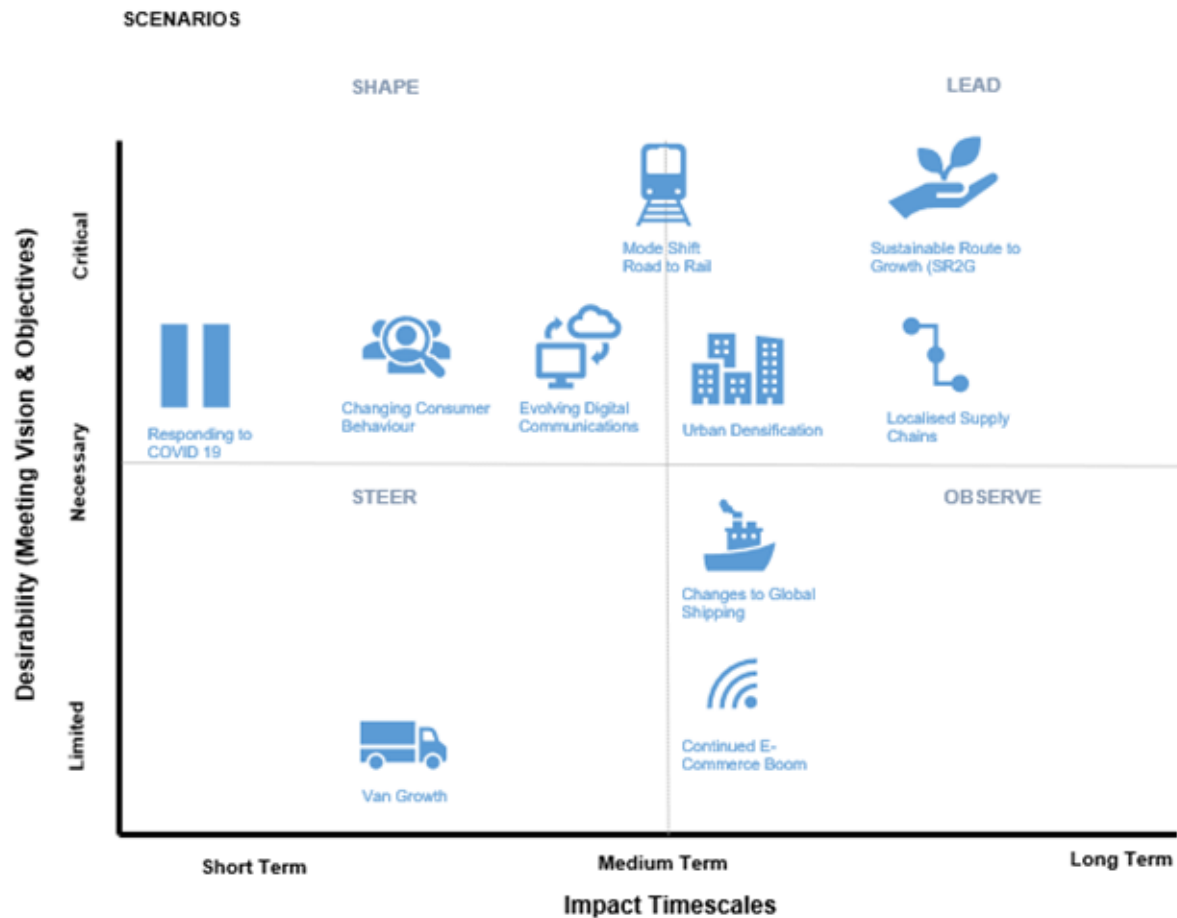 SCENARIOS
SHAPE
LEAD
Desirability (Meeting Vision & Objectives)
Critical
Necessary
Limited
Mode Shift
Road to Rail
Sustainable Route to
Growth (SR2G
Responding to
COVID 19
Changing Consumer
Behaviour
Evolving Digital
Communications
Urban Densification
Localised Supply
Chains
STEER
OBSERVE
Changes to Global
Shipping
Continued E-
Commerce Boom
Van Growth
Short Term
Medium Term
Long Term
Impact Timescales